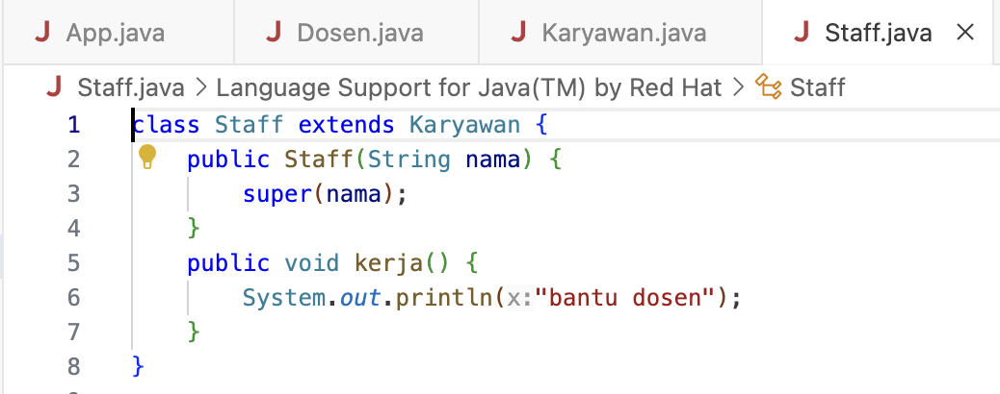 J App.java J Dosen.java J Karyawan.java J Staff.java ×
J Staff.java > Language Support for Java(TM) by Red Hat > Staff
1 class Staff extends Karyawan {
2 public Staff(String nama) {
3 super(nama);
4 }
5 public void kerja() {
6 System.out.println(x:"bantu dosen");
7 }
8 }